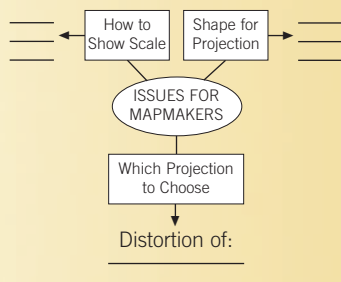 How to
Show Scale
Shape for
Projection
ISSUES FOR
MAPMAKERS
Which Projection
to Choose
Distortion of: